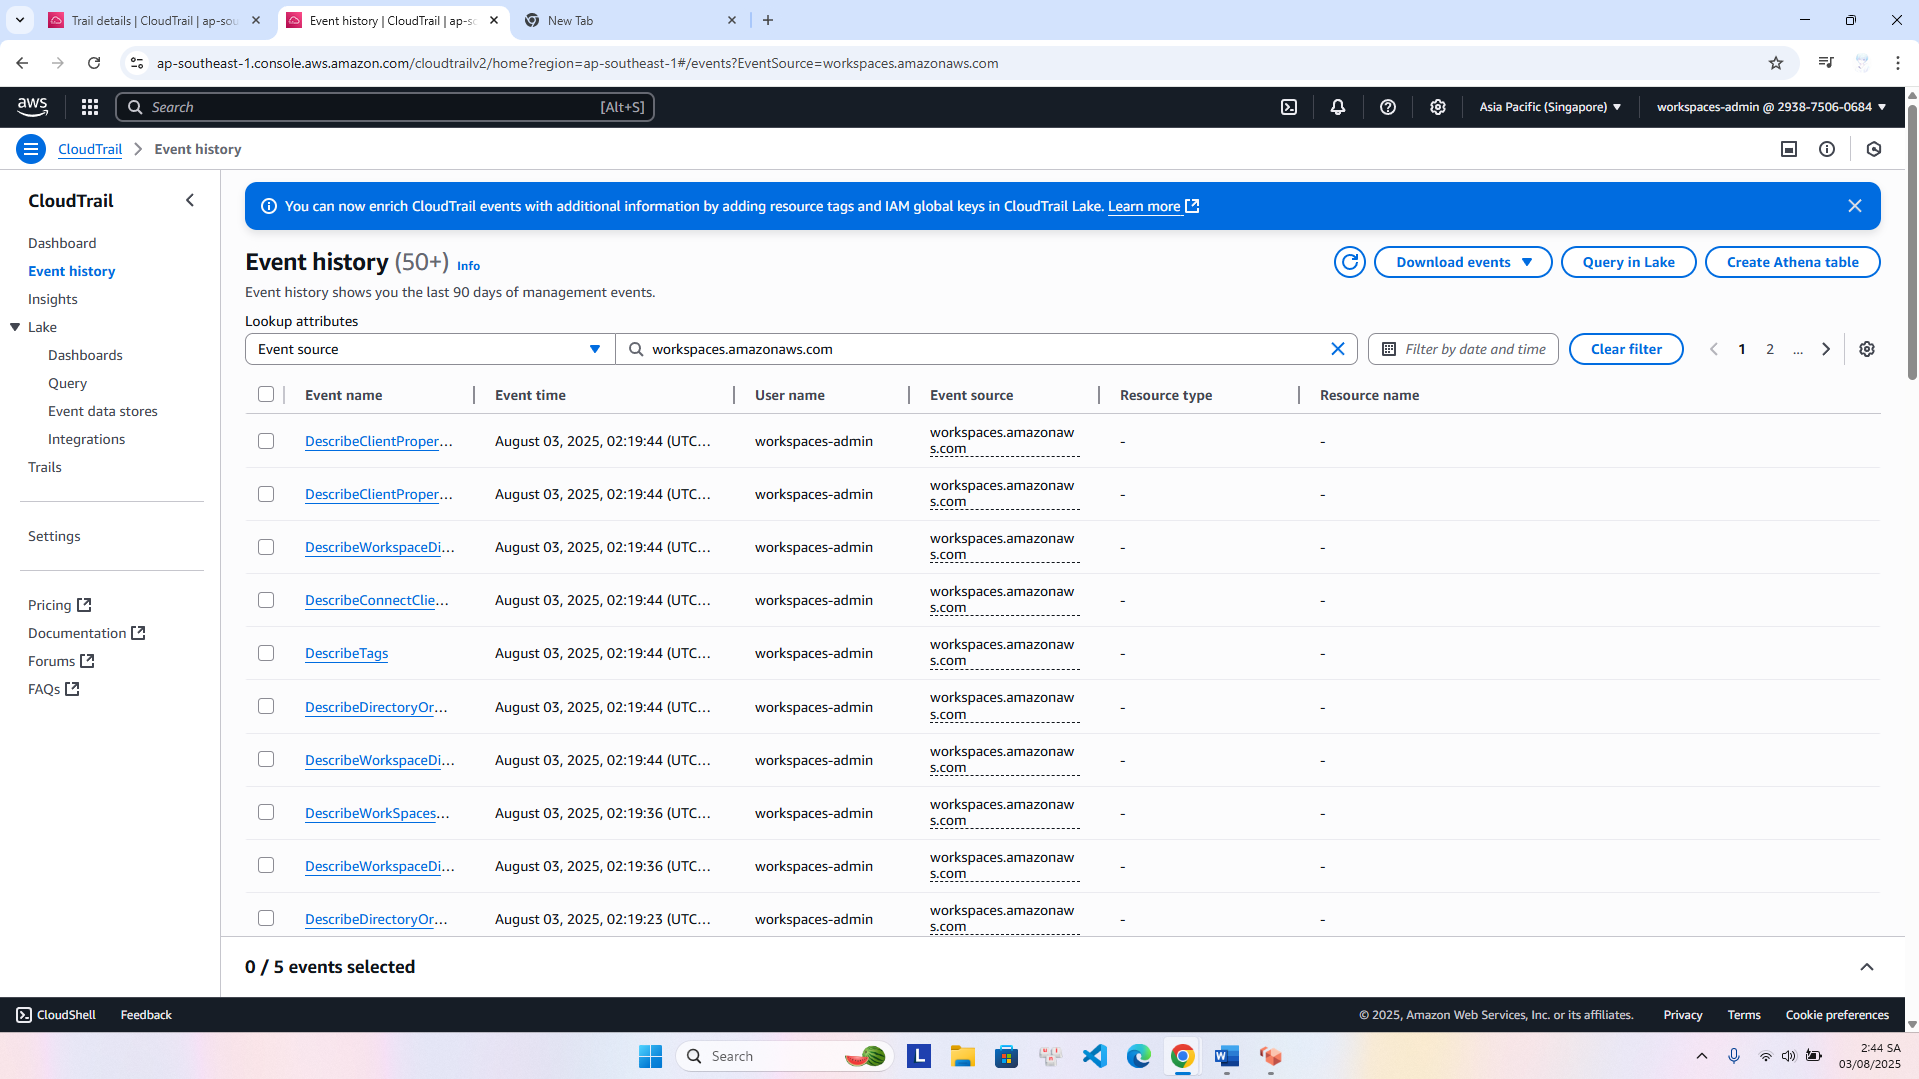 Trail details | CloudTrail | ap-sou
Event history | CloudTrail | ap-sc
New Tab
ap-southeast-1.console.aws.amazon.com/cloudtrailv2/home?region=ap-southeast-1#/events?EventSource=workspaces.amazonaws.com
aws
Search [Alt+S]
Asia Pacific (Singapore)
workspaces-admin @ 2938-7506-0684
CloudTrail
Event history
CloudTrail
Dashboard
Event history
Insights
Lake
Dashboards
Query
Event data stores
Integrations
Trails
Settings
Pricing
Documentation
Forums
FAQs
You can now enrich CloudTrail events with additional information by adding resource tags and IAM global keys in CloudTrail Lake. Learn more
Event history (50+) Info
Download events
Query in Lake
Create Athena table
Event history shows you the last 90 days of management events.
Lookup attributes
Event source
workspaces.amazonaws.com
Filter by date and time
Clear filter
1 2 ...
Event name Event time User name Event source Resource type Resource name
DescribeClientProper... August 03, 2025, 02:19:44 (UTC... workspaces-admin workspaces.amazonaw
s.com - -
DescribeClientProper... August 03, 2025, 02:19:44 (UTC... workspaces-admin workspaces.amazonaw
s.com - -
DescribeWorkspaceDi... August 03, 2025, 02:19:44 (UTC... workspaces-admin workspaces.amazonaw
s.com - -
DescribeConnectClie... August 03, 2025, 02:19:44 (UTC... workspaces-admin workspaces.amazonaw
s.com - -
DescribeTags August 03, 2025, 02:19:44 (UTC... workspaces-admin workspaces.amazonaw
s.com - -
DescribeDirectoryOr... August 03, 2025, 02:19:44 (UTC... workspaces-admin workspaces.amazonaw
s.com - -
DescribeWorkspaceDi... August 03, 2025, 02:19:44 (UTC... workspaces-admin workspaces.amazonaw
s.com - -
DescribeWorkSpaces... August 03, 2025, 02:19:36 (UTC... workspaces-admin workspaces.amazonaw
s.com - -
DescribeWorkspaceDi... August 03, 2025, 02:19:36 (UTC... workspaces-admin workspaces.amazonaw
s.com - -
DescribeDirectoryOr... August 03, 2025, 02:19:23 (UTC... workspaces-admin workspaces.amazonaw
s.com - -
0 / 5 events selected
CloudShell Feedback
© 2025, Amazon Web Services, Inc. or its affiliates. Privacy Terms Cookie preferences
Search
L
W
2:44 SA
03/08/2025